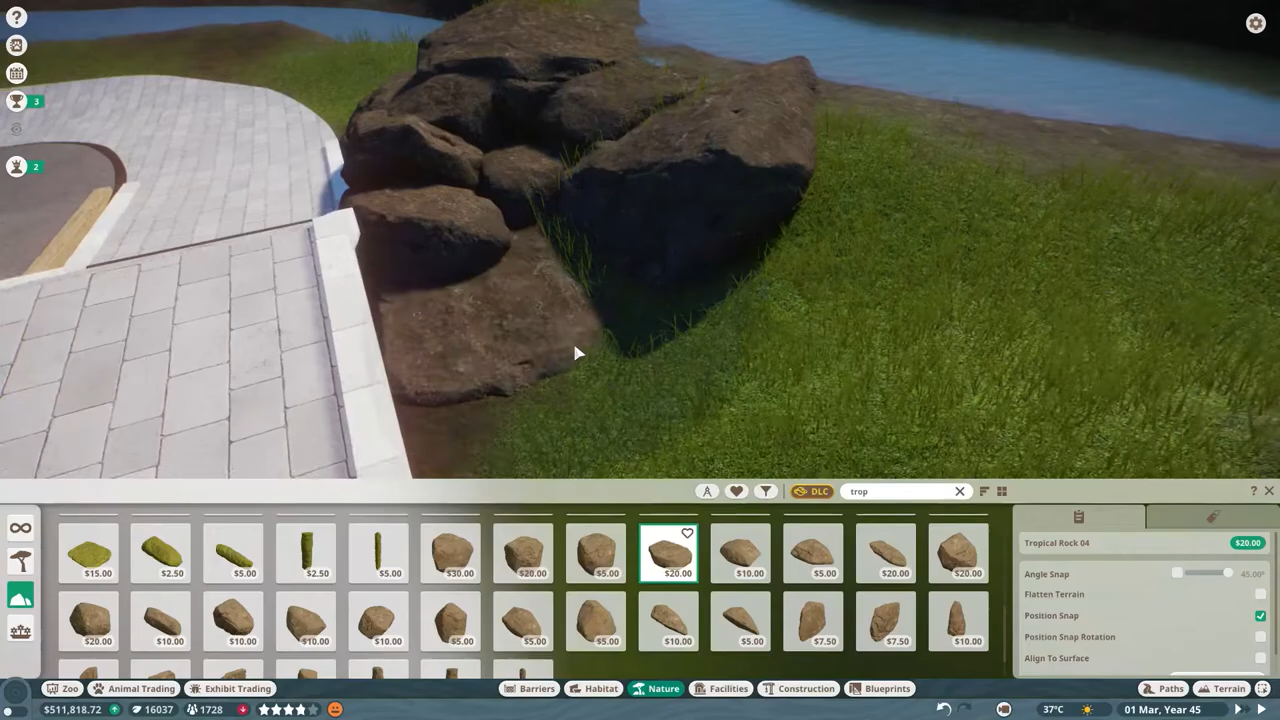 ?
3
2
DLC
trop
?
$15.00 $2.50 $5.00 $2.50 $5.00 $30.00 $20.00 $5.00 $20.00 $10.00 $5.00 $20.00 $20.00
$20.00 $10.00 $10.00 $10.00 $10.00 $5.00 $5.00 $5.00 $10.00 $5.00 $7.50 $7.50 $10.00
Tropical Rock 04 $20.00
Angle Snap 45.00°
Flatten Terrain
Position Snap
Position Snap Rotation
Align To Surface
Zoo Animal Trading Exhibit Trading Barriers Habitat Nature Facilities Construction Blueprints Paths Terrain
$511,818.72 16037 1728 37°C 01 Mar, Year 45